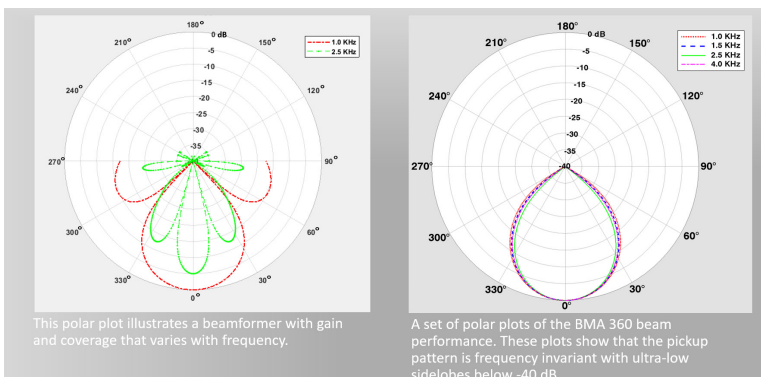 180°
210°
0 dB
150°
-5
1.0 KHz
2.5 KHz
-10
240°
-15
120°
-20
-25
-30
-35
270°
-40
90°
300°
60°
330°
30°
0°
This polar plot illustrates a beamformer with gain
and coverage that varies with frequency.
180°
210°
0 dB
150°
-5
1.0 KHz
1.5 KHz
2.5 KHz
4.0 KHz
-10
240°
-15
120°
-20
-25
-30
-35
270°
-40
90°
300°
60°
330°
30°
0°
A set of polar plots of the BMA 360 beam
performance. These plots show that the pickup
pattern is frequency invariant with ultra-low
sidelobes below -40 dB